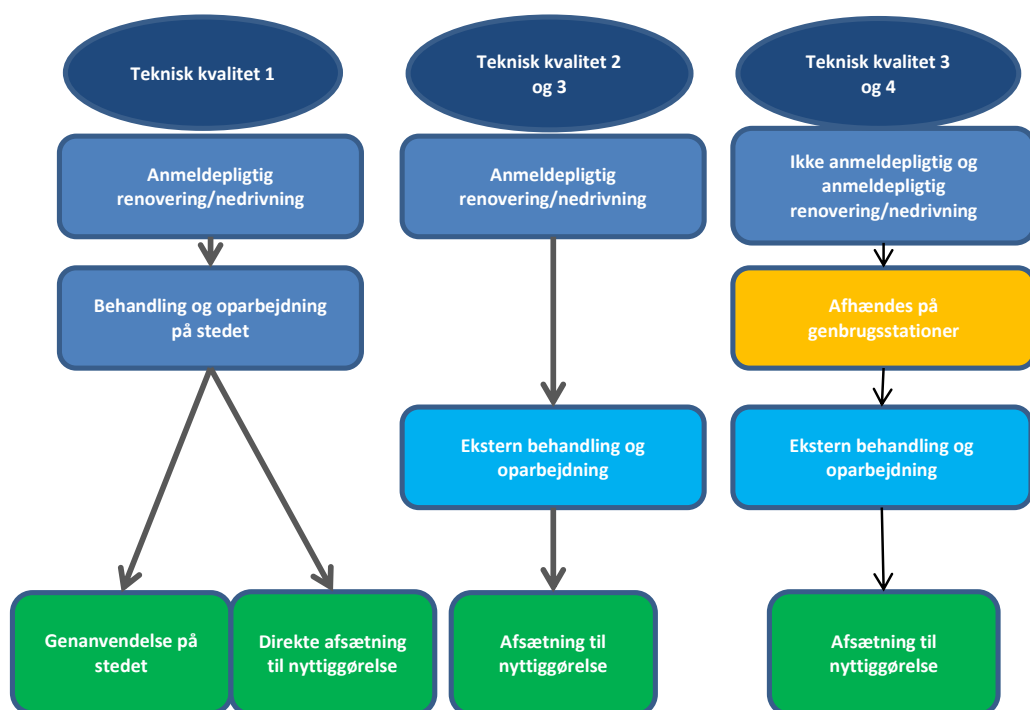 Teknisk kvalitet 1
Teknisk kvalitet 2
og 3
Teknisk kvalitet 3
og 4
Anmeldepligtig
renovering/nedrivning
Anmeldepligtig
renovering/nedrivning
Ikke anmeldepligtig og
anmeldepligtig
renovering/nedrivning
Behandling og oparbejdning
på stedet
Afhændes på
genbrugsstationer
Ekstern behandling og
oparbejdning
Ekstern behandling og
oparbejdning
Genanvendelse på
stedet
Direkte afsætning
til nyttiggørelse
Afsætning til
nyttiggørelse
Afsætning til
nyttiggørelse